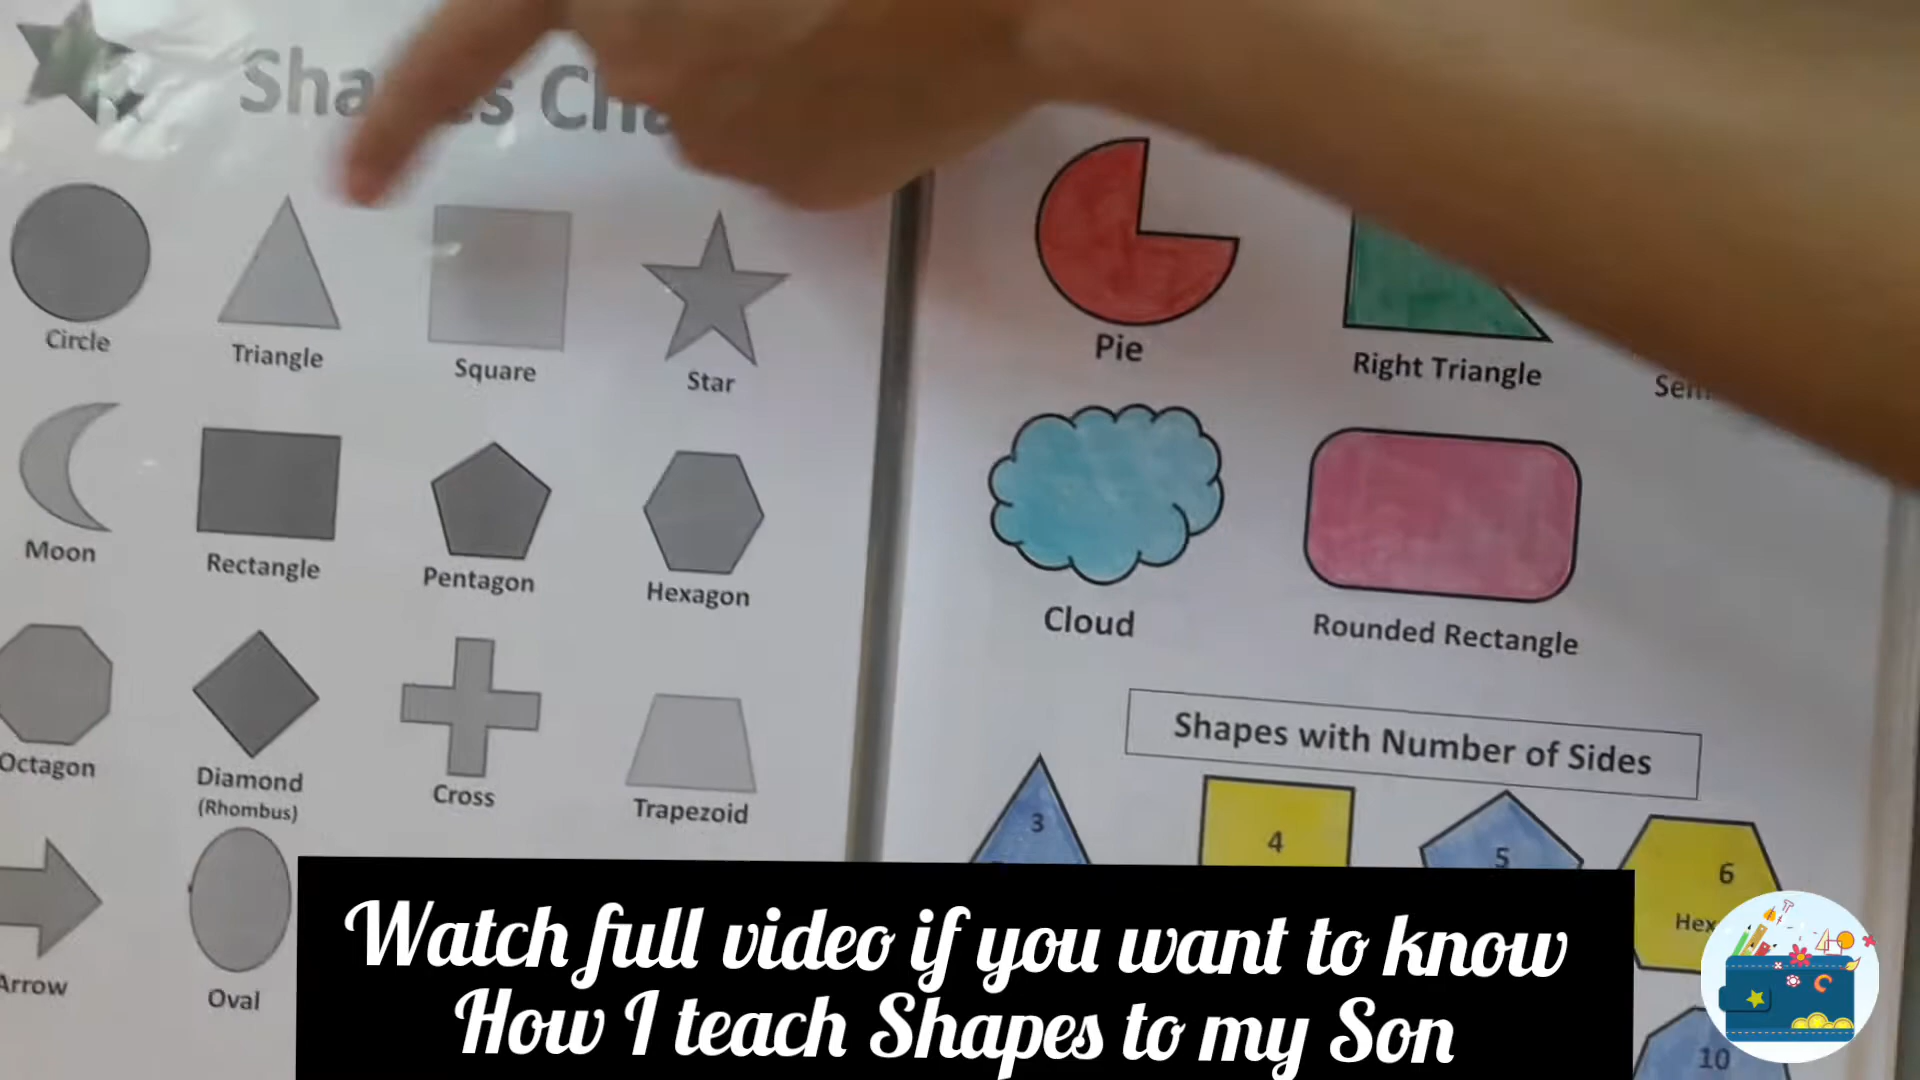 Circle
Triangle
Square
Star
Moon
Rectangle
Pentagon
Hexagon
Octagon
Diamond
(Rhombus)
Cross
Trapezoid
Arrow
Oval
Pie
Right Triangle
Cloud
Rounded Rectangle
Shapes with Number of Sides
3
4
5
6
10
Watch full video if you want to know
How I teach Shapes to my Son